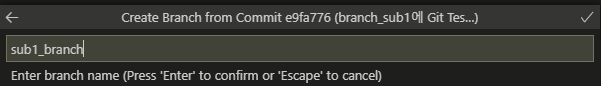 Create Branch from Commit e9fa776 (branch_sub1에 Git Tes...)
sub1_branch
Enter branch name (Press 'Enter' to confirm or 'Escape' to cancel)